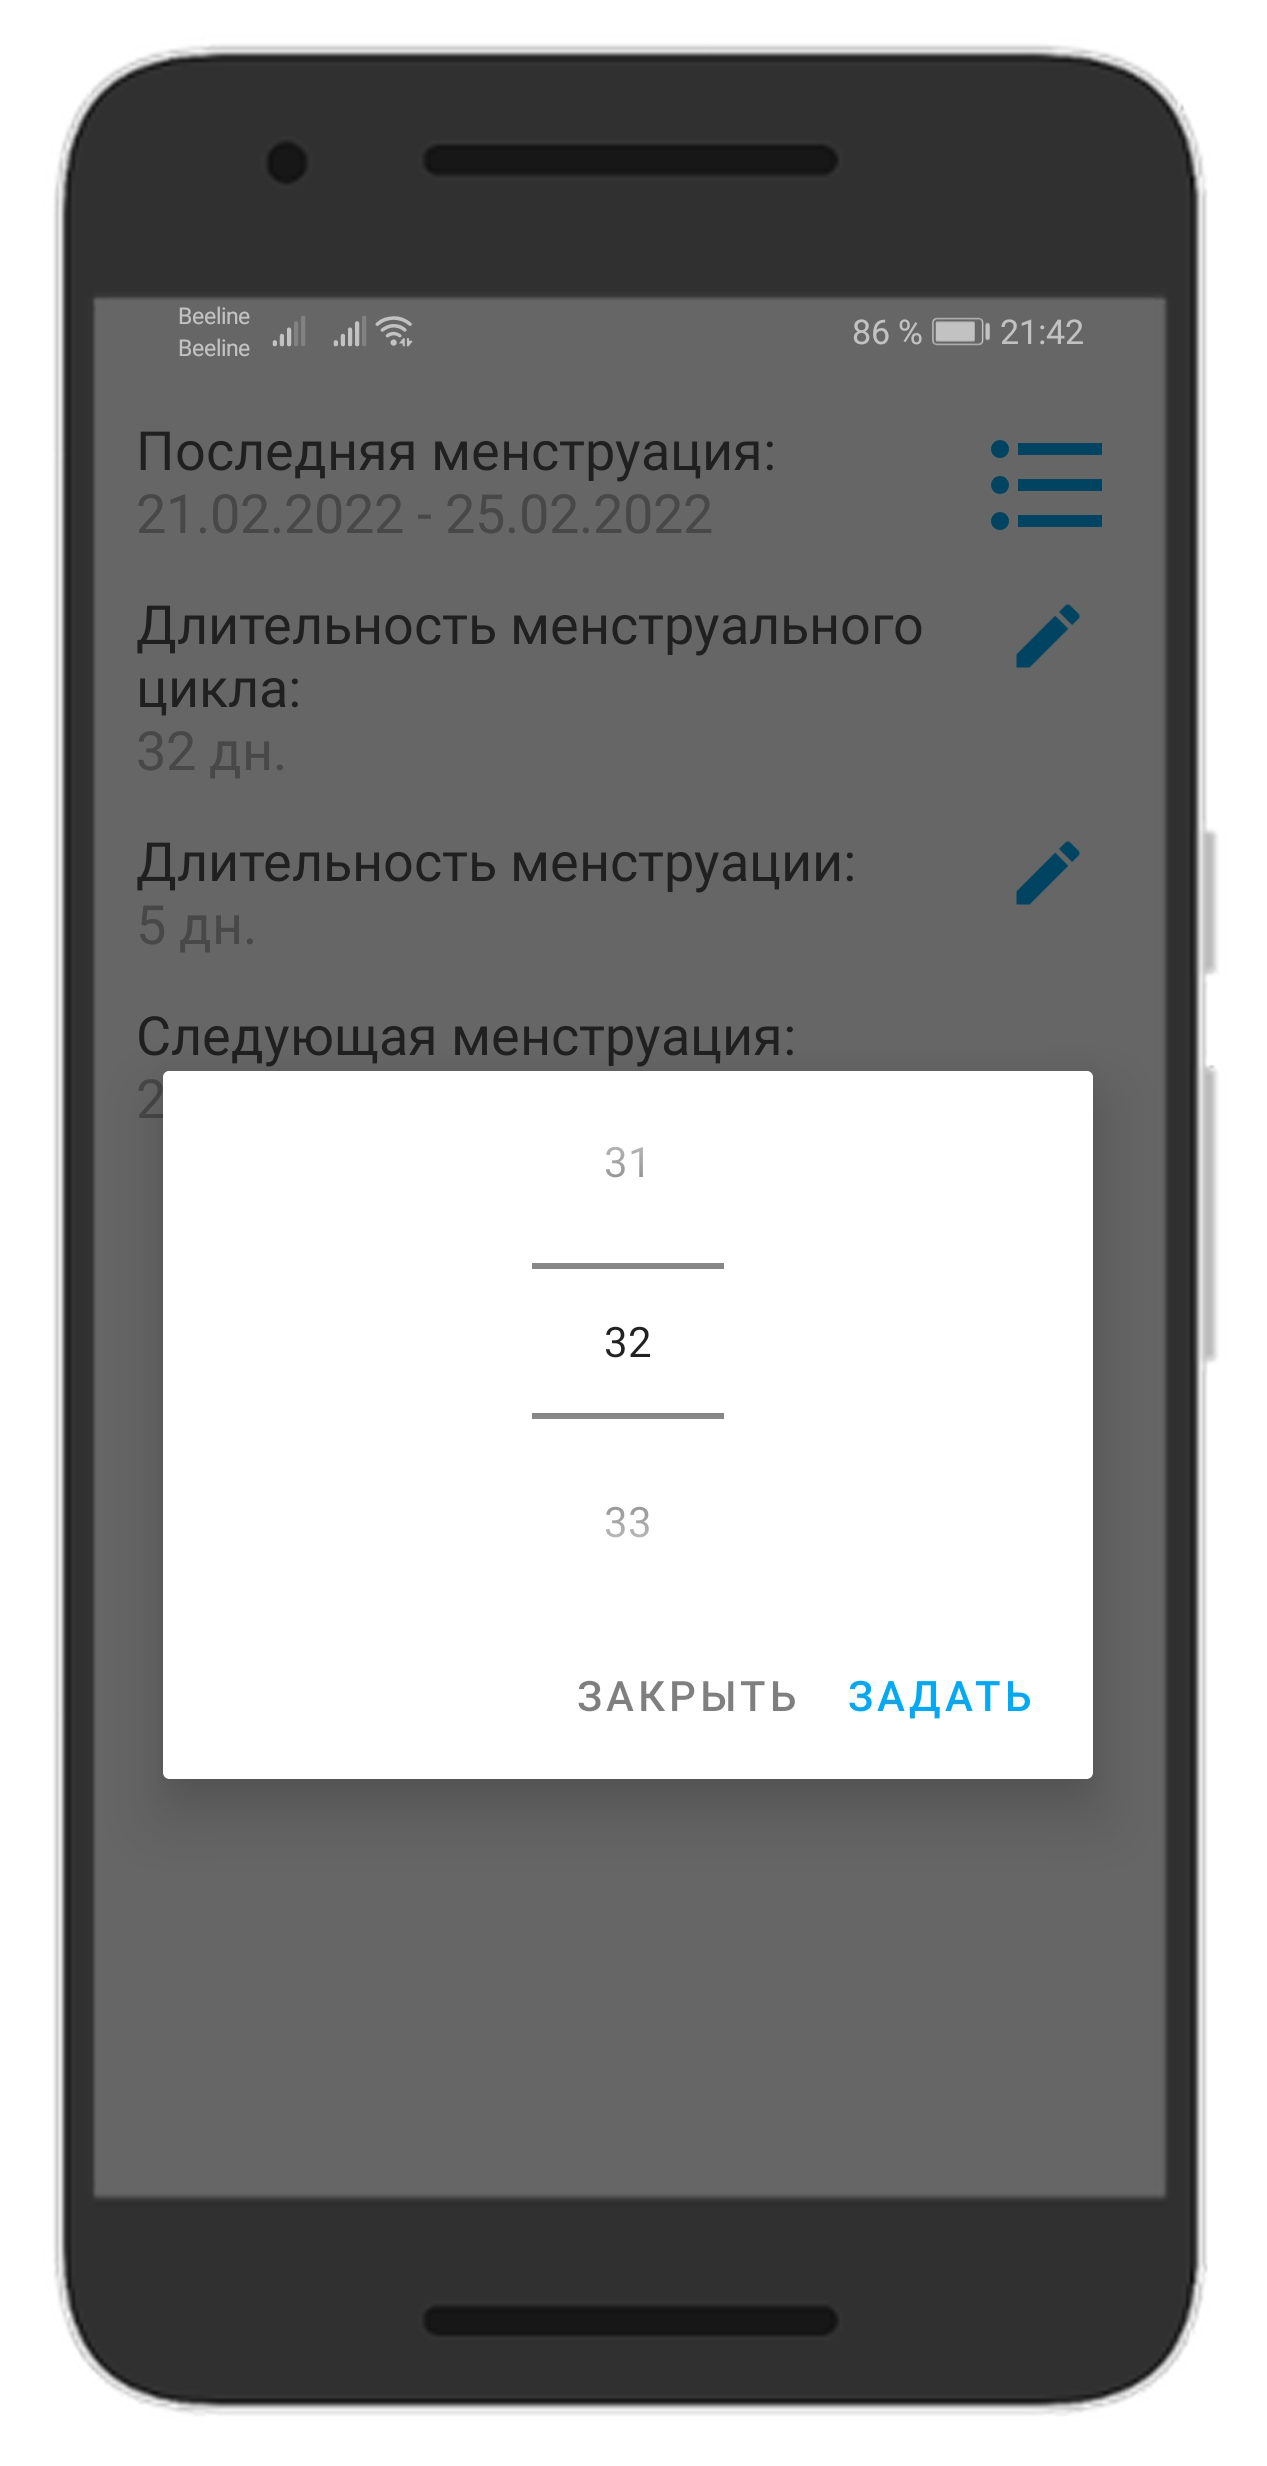 Beeline
Beeline
86 % 21:42
Последняя менструация:
21.02.2022 - 25.02.2022
Длительность менструального
цикла:
32 дн.
Длительность менструации:
5 дн.
Следующая менструация:
2
31
32
33
ЗАКРЫТЬ ЗАДАТЬ